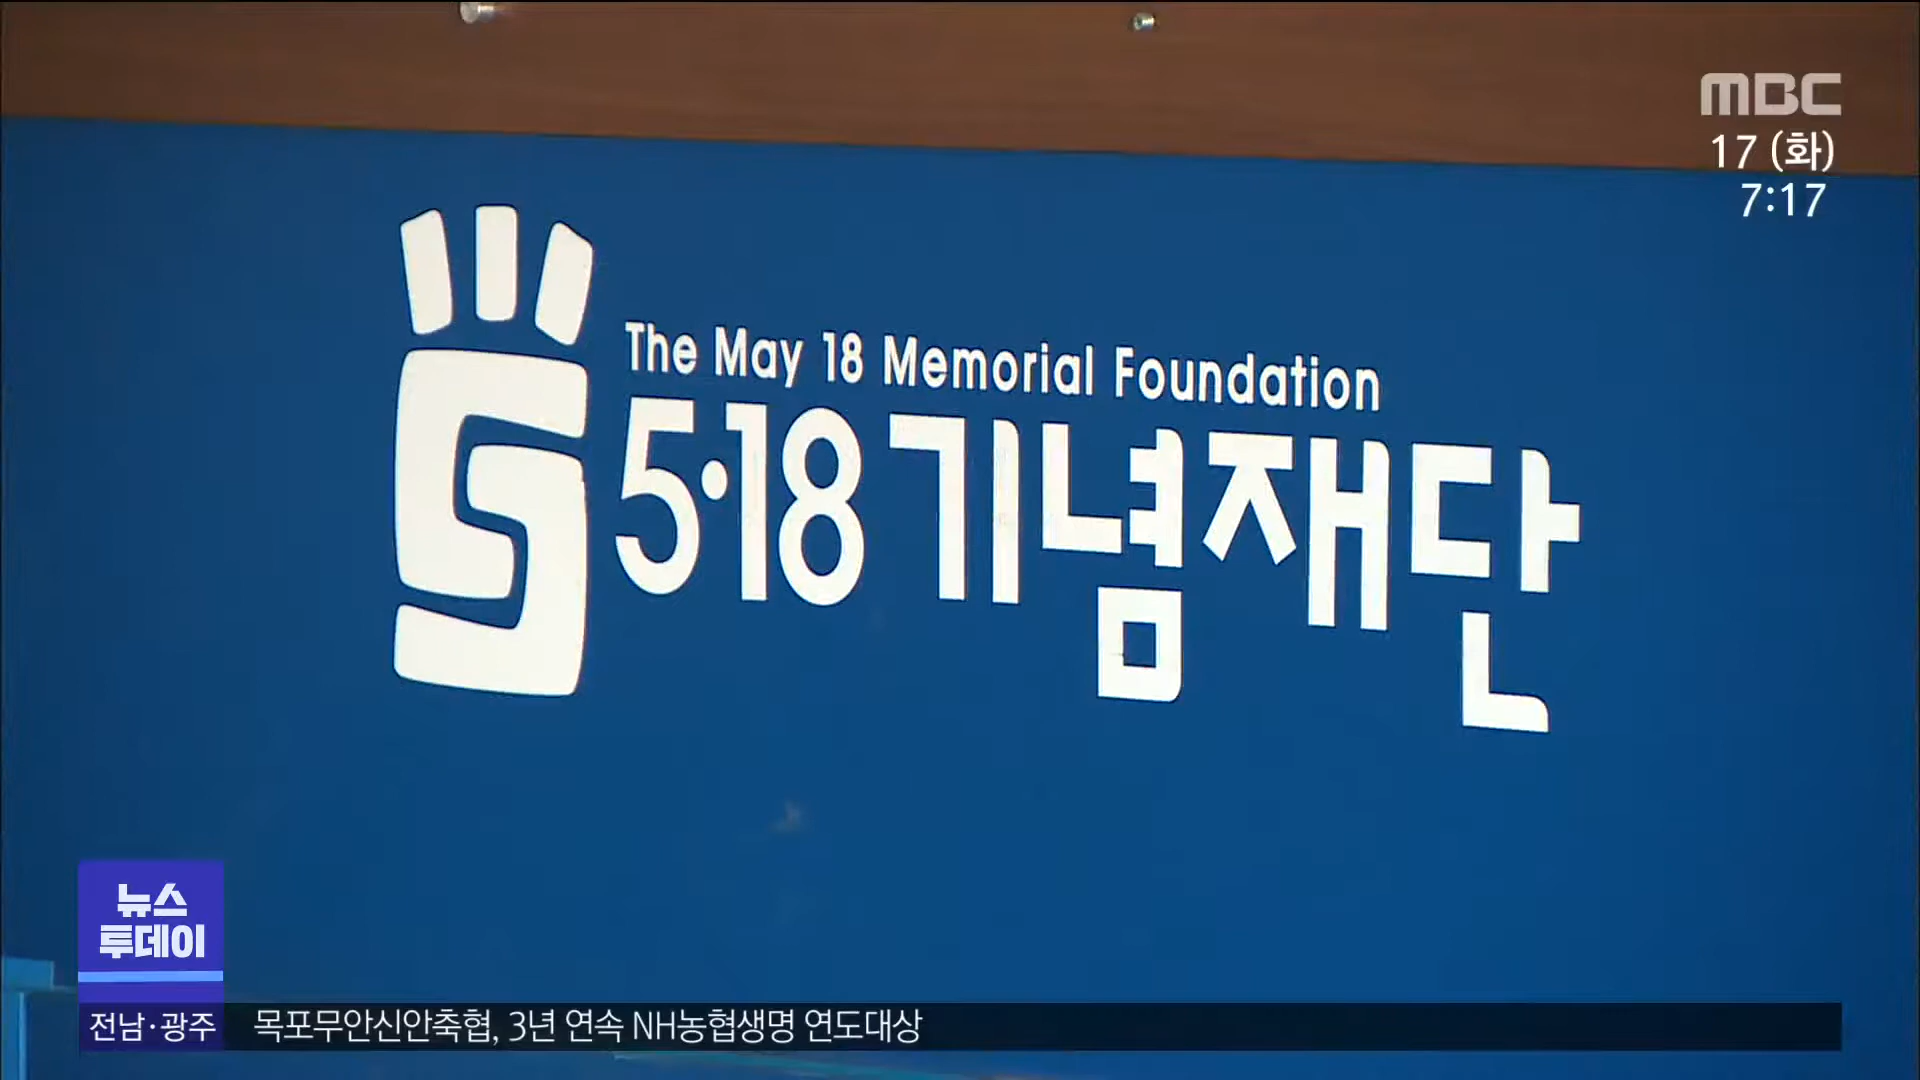 MBC
17 (화)
7:17
The May 18 Memorial Foundation
5·18 기념재단
뉴스
투데이
전남·광주
목포무안신안축협, 3년 연속 NH농협생명 연도대상